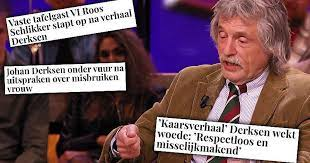 Vaste tafelgast VI Roos
Schlikker stapt op na verhaal
Derksen
Johan Derksen onder vuur na
uitspraken over misbruiken
vrouw
'Kaarsverhaal' Derksen wekt
woede: 'Respectloos en
misselijkmakend'